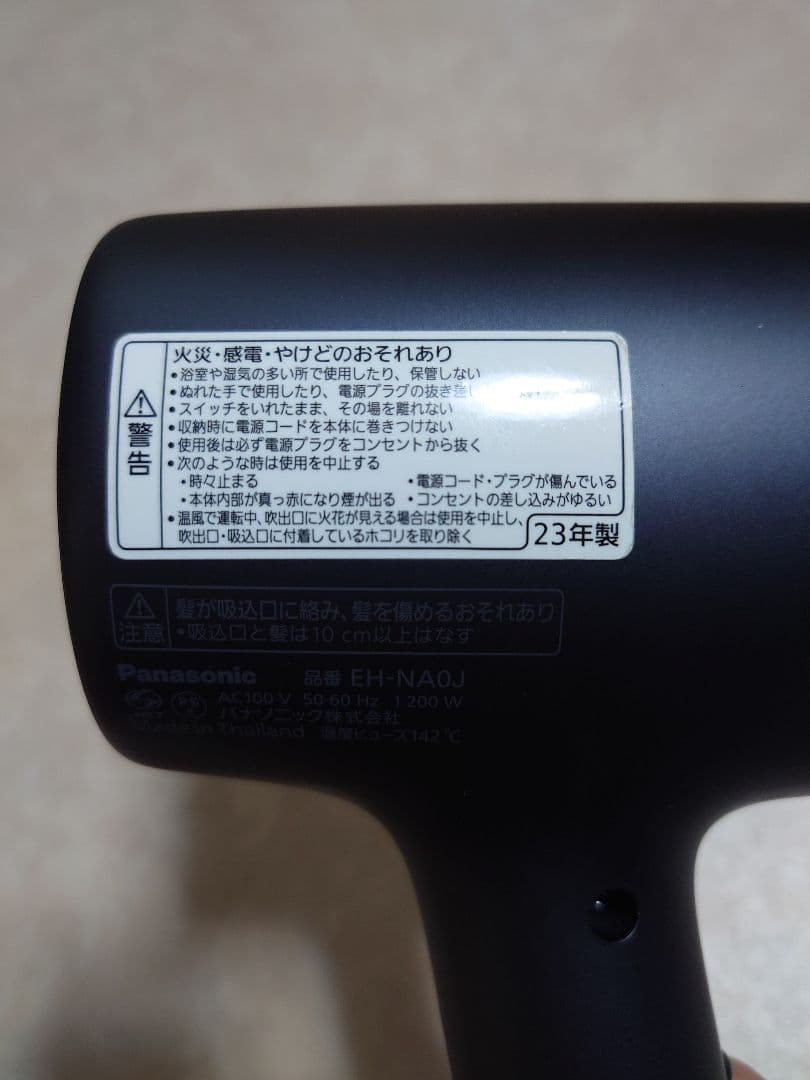 火災・感電・やけどのおそれあり
•浴室や湿気の多い所で使用したり、保管しない
•ぬれた手で使用したり、電源プラグの抜き
•スイッチをいれたまま、その場を離れない
•収納時に電源コードを本体に巻きつけない
•使用後は必ず電源プラグをコンセントから抜く
•次のような時は使用を中止する
•時々止まる •電源コード・プラグが傷んでいる
•本体内部が真っ赤になり煙が出る •コンセントの差し込みがゆるい
•温風で運転中、吹出口に火花が見える場合は使用を中止し、
吹出口・吸込口に付着しているホコリを取り除く
警告
23年製
注意
髪が吸込口に絡み、髪を傷めるおそれあり
•吸込口と髪は10 cm以上はなす
Panasonic 品番 EH-NA0J
AC100 V 50-60 Hz 1 200 W
パナソニック株式会社
Made in Thailand 温度ヒューズ142℃